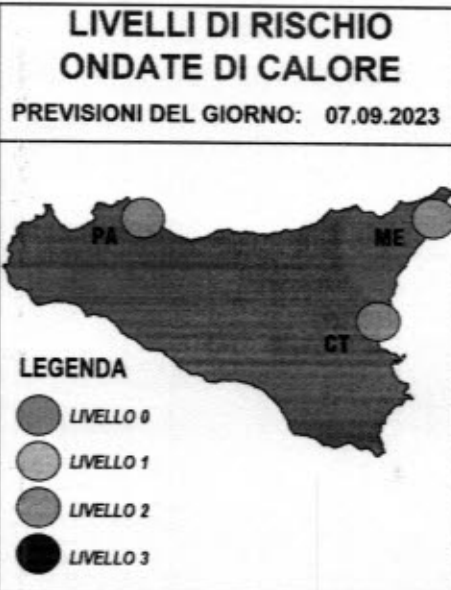 LIVELLI DI RISCHIO
ONDATE DI CALORE
PREVISIONI DEL GIORNO: 07.09.2023
PA
ME
CT
LEGENDA
LIVELLO 0
LIVELLO 1
LIVELLO 2
LIVELLO 3